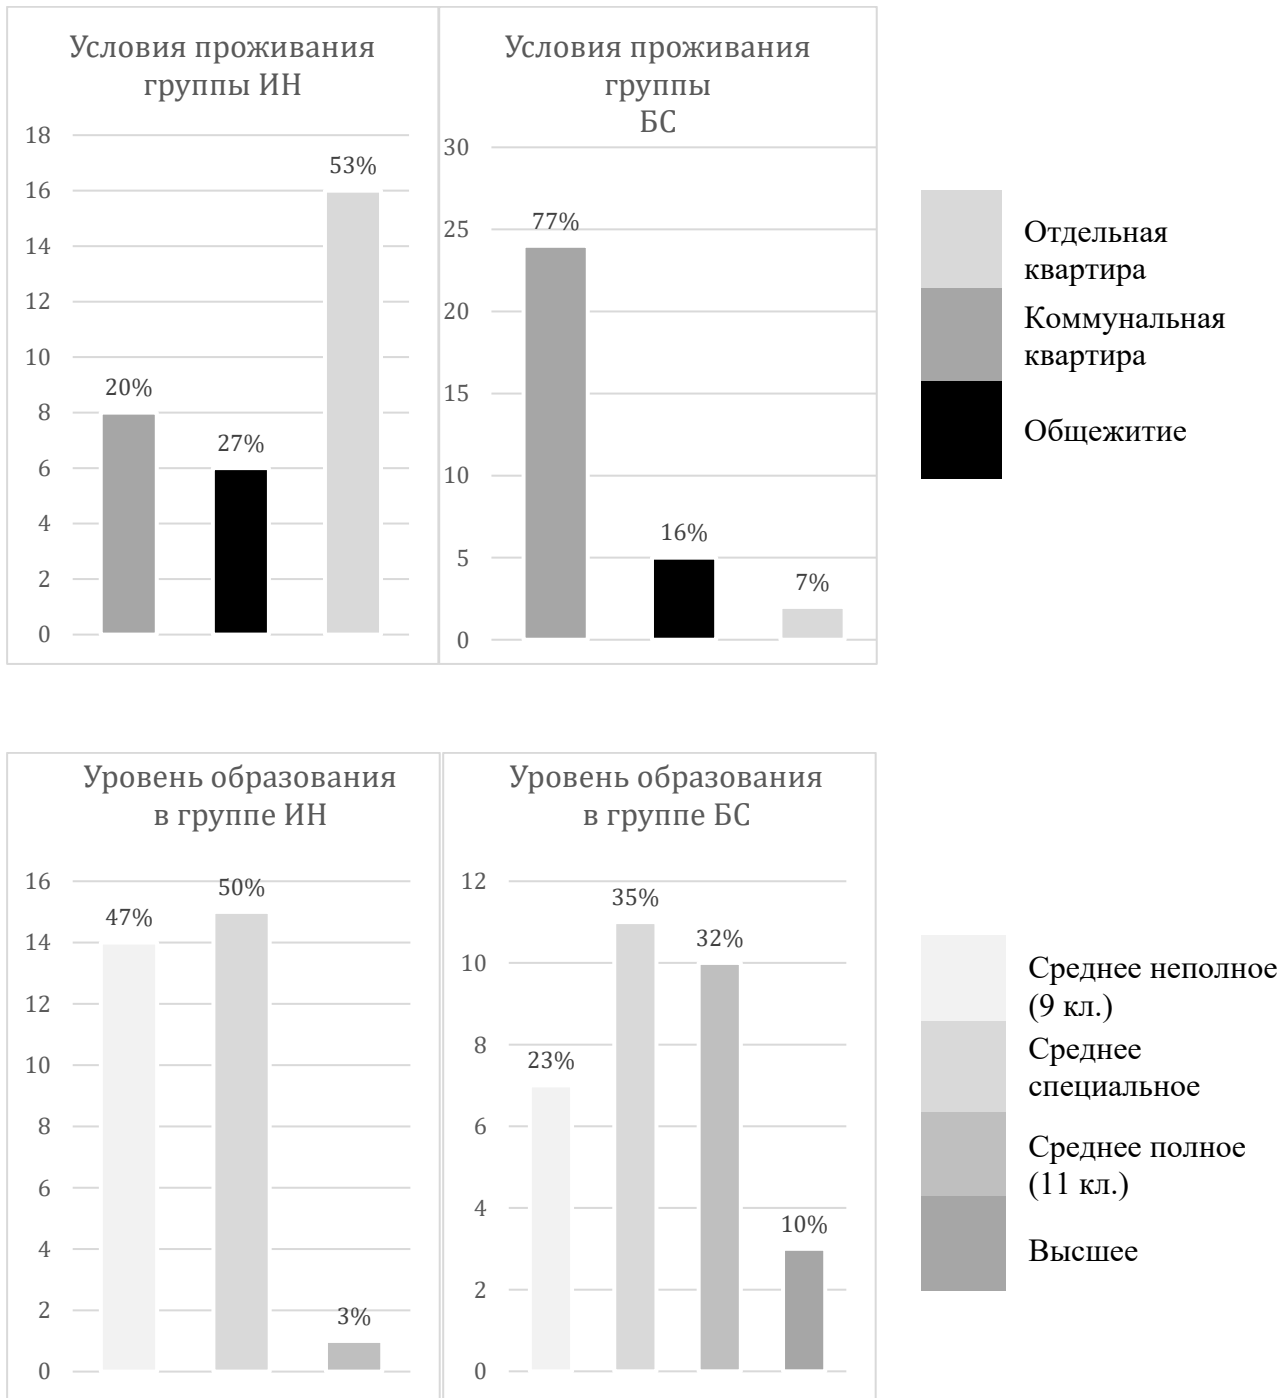 Условия проживания
группы ИН
18
16
14
12
10
8
6
4
2
0
20%
27%
53%
Условия проживания
группы
БС
30
25
20
15
10
5
0
77%
16%
7%
Отдельная
квартира
Коммунальная
квартира
Общежитие
Уровень образования
в группе ИН
16
14
12
10
8
6
4
2
0
47%
50%
3%
Уровень образования
в группе БС
12
10
8
6
4
2
0
23%
35%
32%
10%
Среднее неполное
(9 кл.)
Среднее
специальное
Среднее полное
(11 кл.)
Высшее